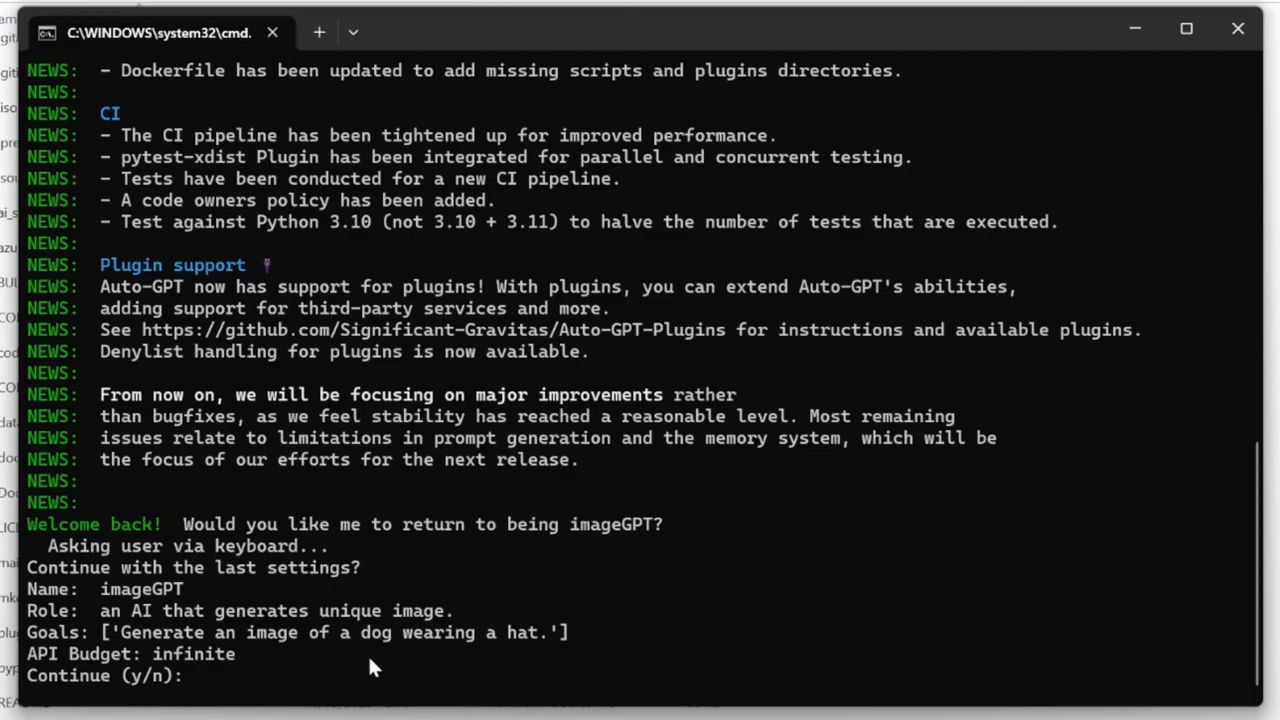 C:\WINDOWS\system32\cmd.
NEWS: - Dockerfile has been updated to add missing scripts and plugins directories.
NEWS:
NEWS: CI
NEWS: - The CI pipeline has been tightened up for improved performance.
NEWS: - pytest-xdist Plugin has been integrated for parallel and concurrent testing.
NEWS: - Tests have been conducted for a new CI pipeline.
NEWS: - A code owners policy has been added.
NEWS: - Test against Python 3.10 (not 3.10 + 3.11) to halve the number of tests that are executed.
NEWS:
NEWS: Plugin support
NEWS: Auto-GPT now has support for plugins! With plugins, you can extend Auto-GPT's abilities,
NEWS: adding support for third-party services and more.
NEWS: See https://github.com/Significant-Gravitas/Auto-GPT-Plugins for instructions and available plugins.
NEWS: Denylist handling for plugins is now available.
NEWS:
NEWS: From now on, we will be focusing on major improvements rather
NEWS: than bugfixes, as we feel stability has reached a reasonable level. Most remaining
NEWS: issues relate to limitations in prompt generation and the memory system, which will be
NEWS: the focus of our efforts for the next release.
NEWS:
NEWS:
Welcome back! Would you like me to return to being imageGPT?
Asking user via keyboard...
Continue with the last settings?
Name: imageGPT
Role: an AI that generates unique image.
Goals: ['Generate an image of a dog wearing a hat.']
API Budget: infinite
Continue (y/n):